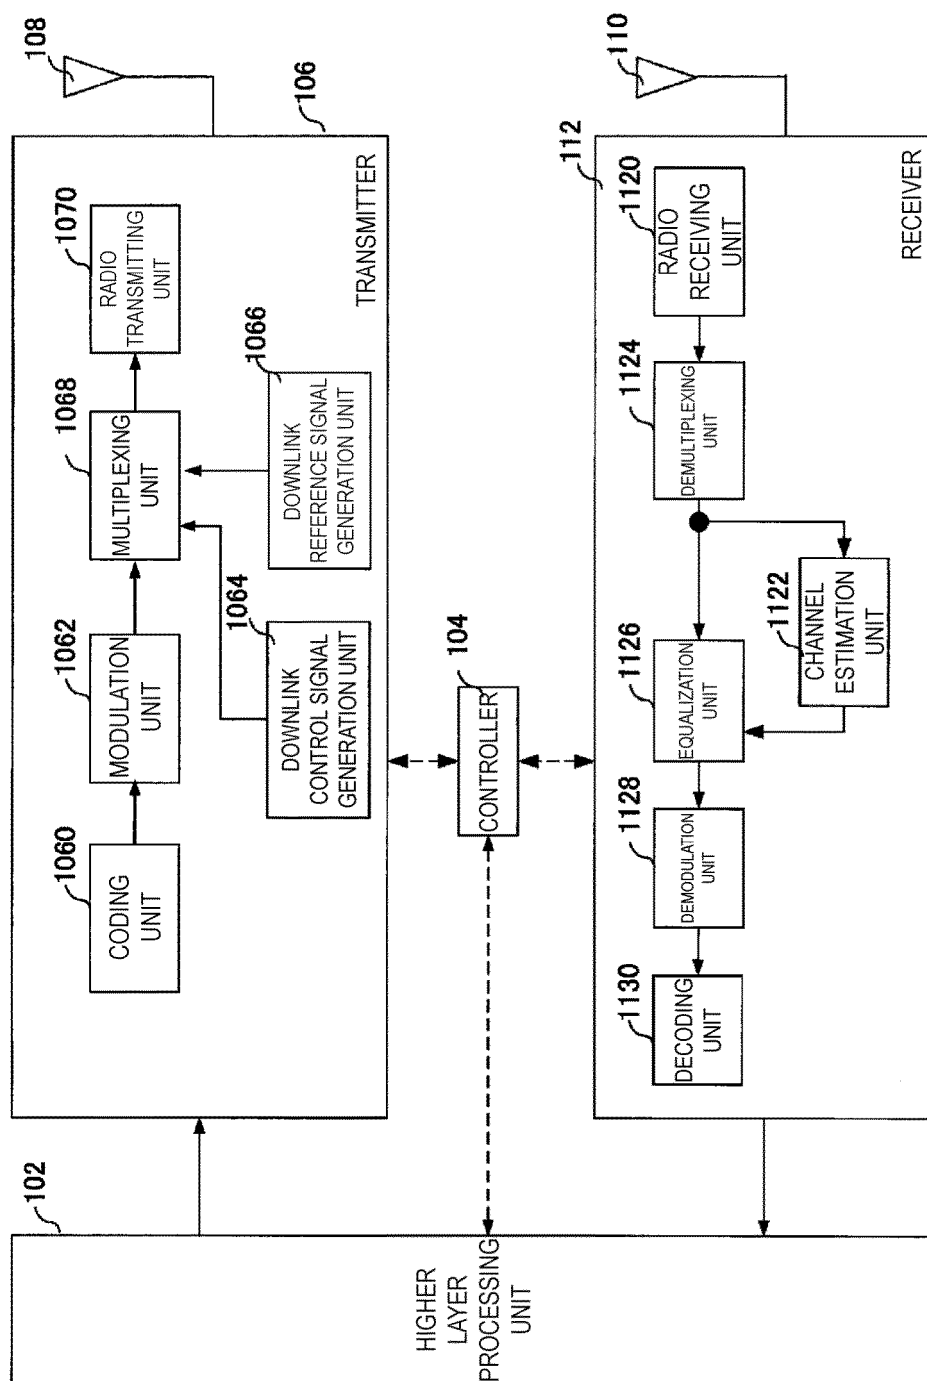 102
HIGHER
LAYER
PROCESSING
UNIT
108
106
TRANSMITTER
1060
CODING
UNIT
1062
MODULATION
UNIT
1068
MULTIPLEXING
UNIT
1070
RADIO
TRANSMITTING
UNIT
1064
DOWNLINK
CONTROL SIGNAL
GENERATION UNIT
1066
DOWNLINK
REFERENCE SIGNAL
GENERATION UNIT
104
CONTROLLER
110
112
1130
DECODING
UNIT
1128
DEMODULATION
UNIT
1126
EQUALIZATION
UNIT
1124
DEMULTIPLEXING
UNIT
1120
RADIO
RECEIVING
UNIT
1122
CHANNEL
ESTIMATION
UNIT
RECEIVER